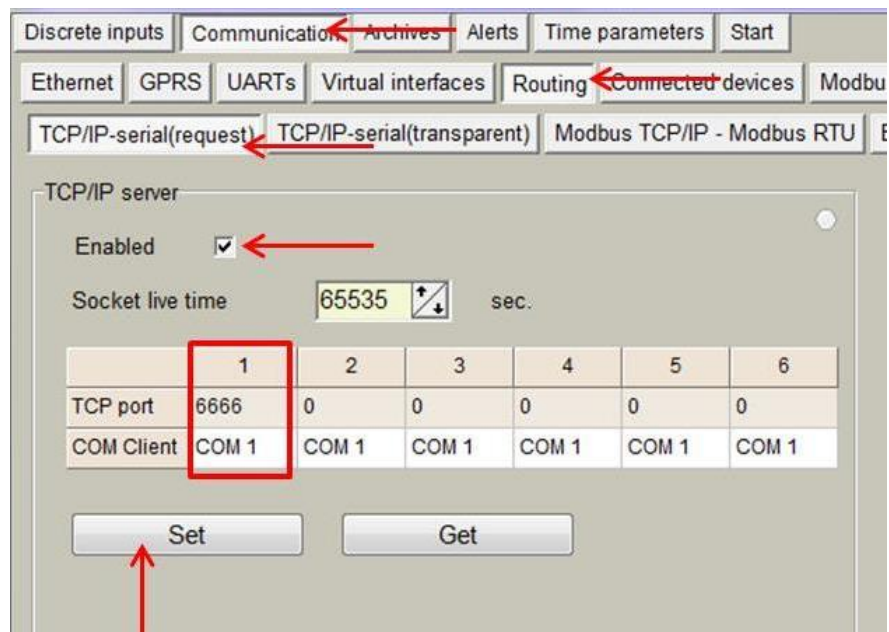 Discrete inputs Communication Archives Alerts Time parameters Start
Ethernet GPRS UARTs Virtual interfaces Routing Connected devices Modbu
TCP/IP-serial(request) TCP/IP-serial(transparent) Modbus TCP/IP - Modbus RTU E
TCP/IP server
Enabled
Socket live time 65535 sec.
1 2 3 4 5 6
TCP port 6666 0 0 0 0 0
COM Client COM 1 COM 1 COM 1 COM 1 COM 1 COM 1
Set Get